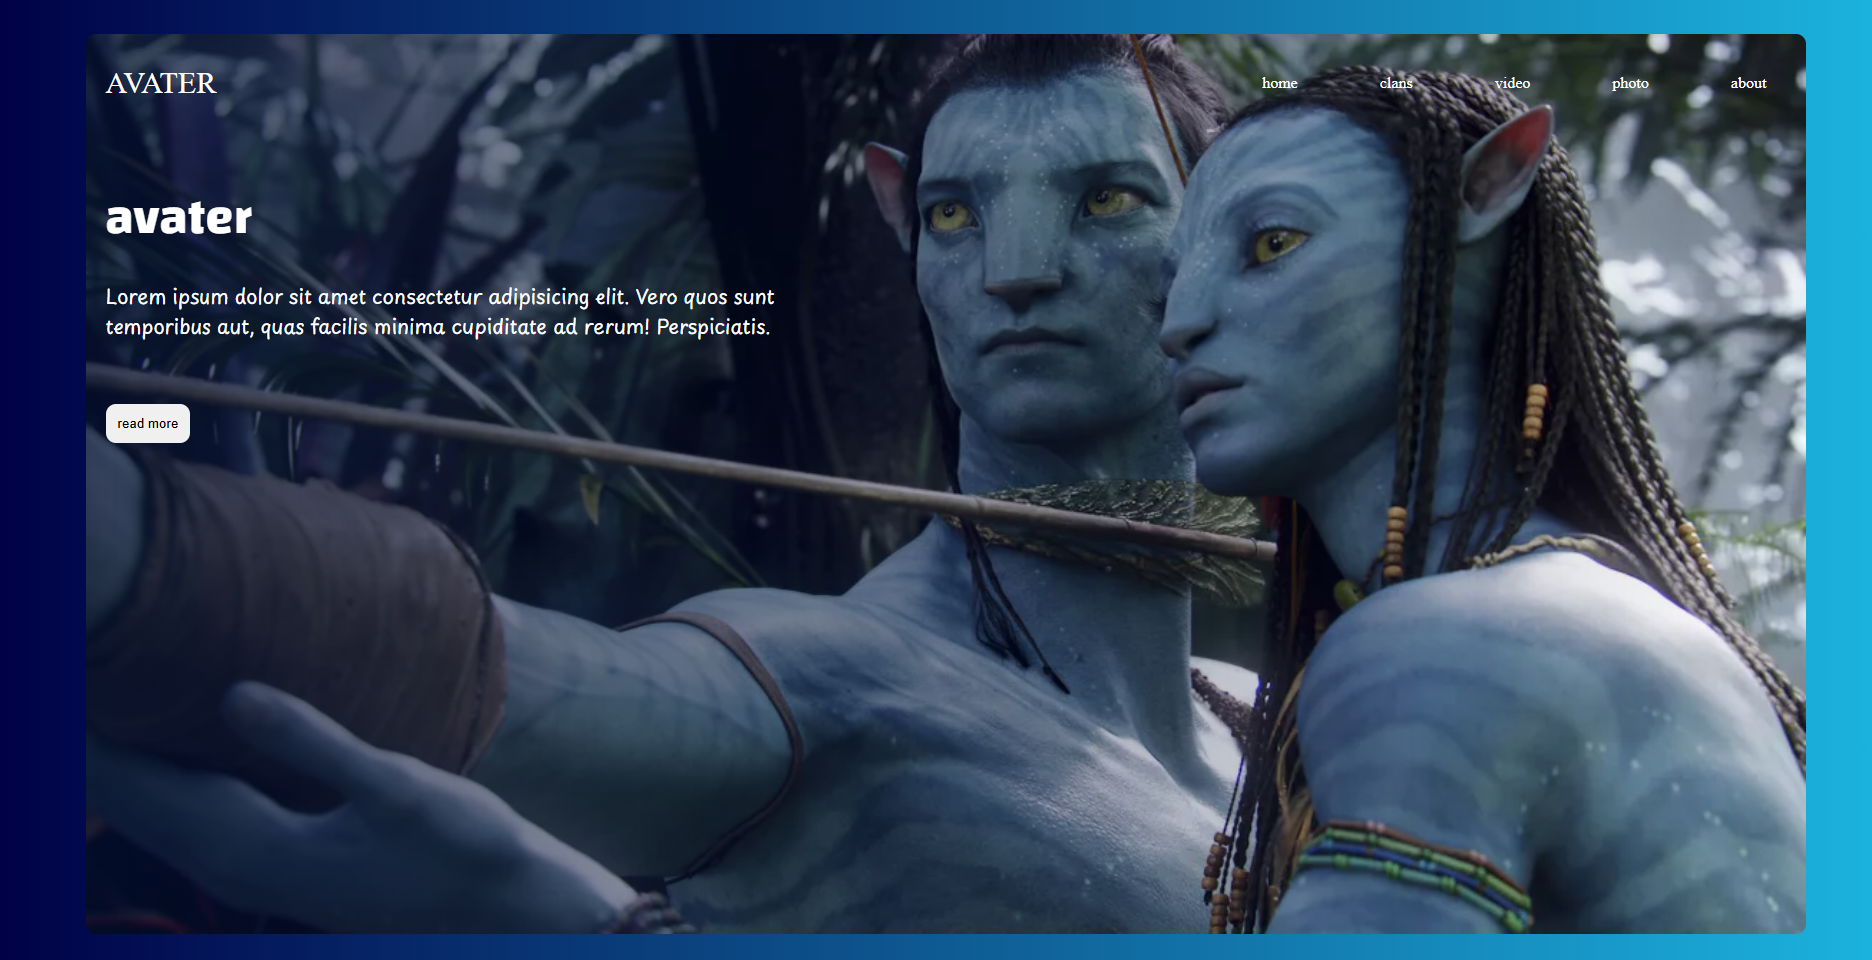 AVATER
home clans video photo about
avater
Lorem ipsum dolor sit amet consectetur adipisicing elit. Vero quos sunt
temporibus aut, quas facilis minima cupiditate ad rerum! Perspiciatis.
read more